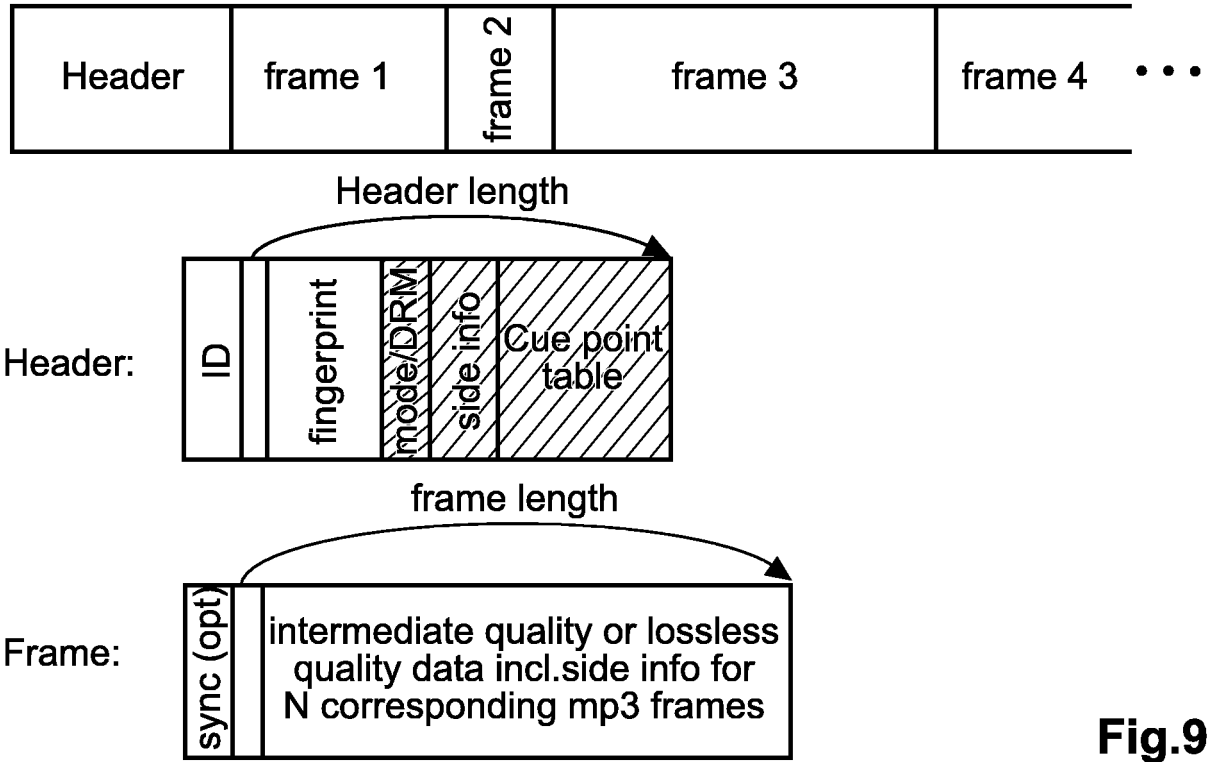 Header
frame 1
frame 2
frame 3
frame 4
• • •
Header length
Header:
ID
fingerprint
mode/DRM
side info
Cue point
table
frame length
Frame:
sync (opt)
intermediate quality or lossless
quality data incl.side info for
N corresponding mp3 frames
Fig.9